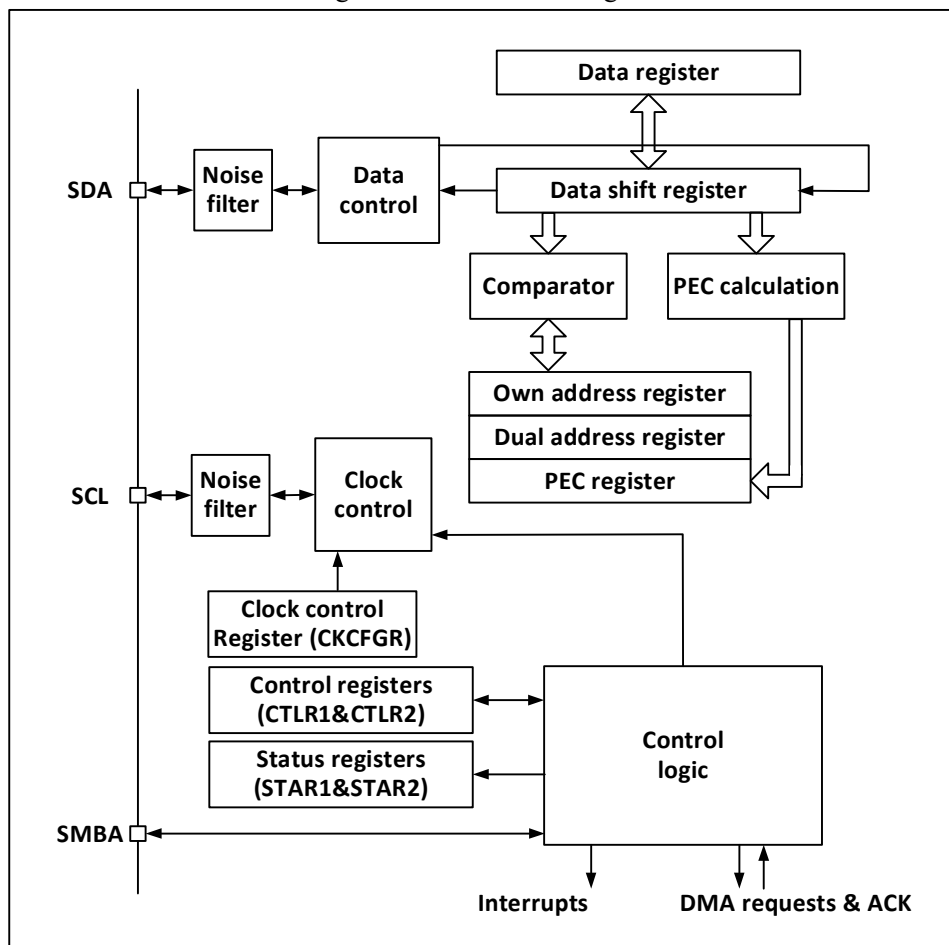 Data register
SDA
Noise
filter
Data
control
Data shift register
Comparator
PEC calculation
Own address register
Dual address register
PEC register
SCL
Noise
filter
Clock
control
Clock control
Register (CKCFGR)
Control registers
(CTLR1&CTLR2)
Status registers
(STAR1&STAR2)
Control
logic
SMBA
Interrupts
DMA requests & ACK